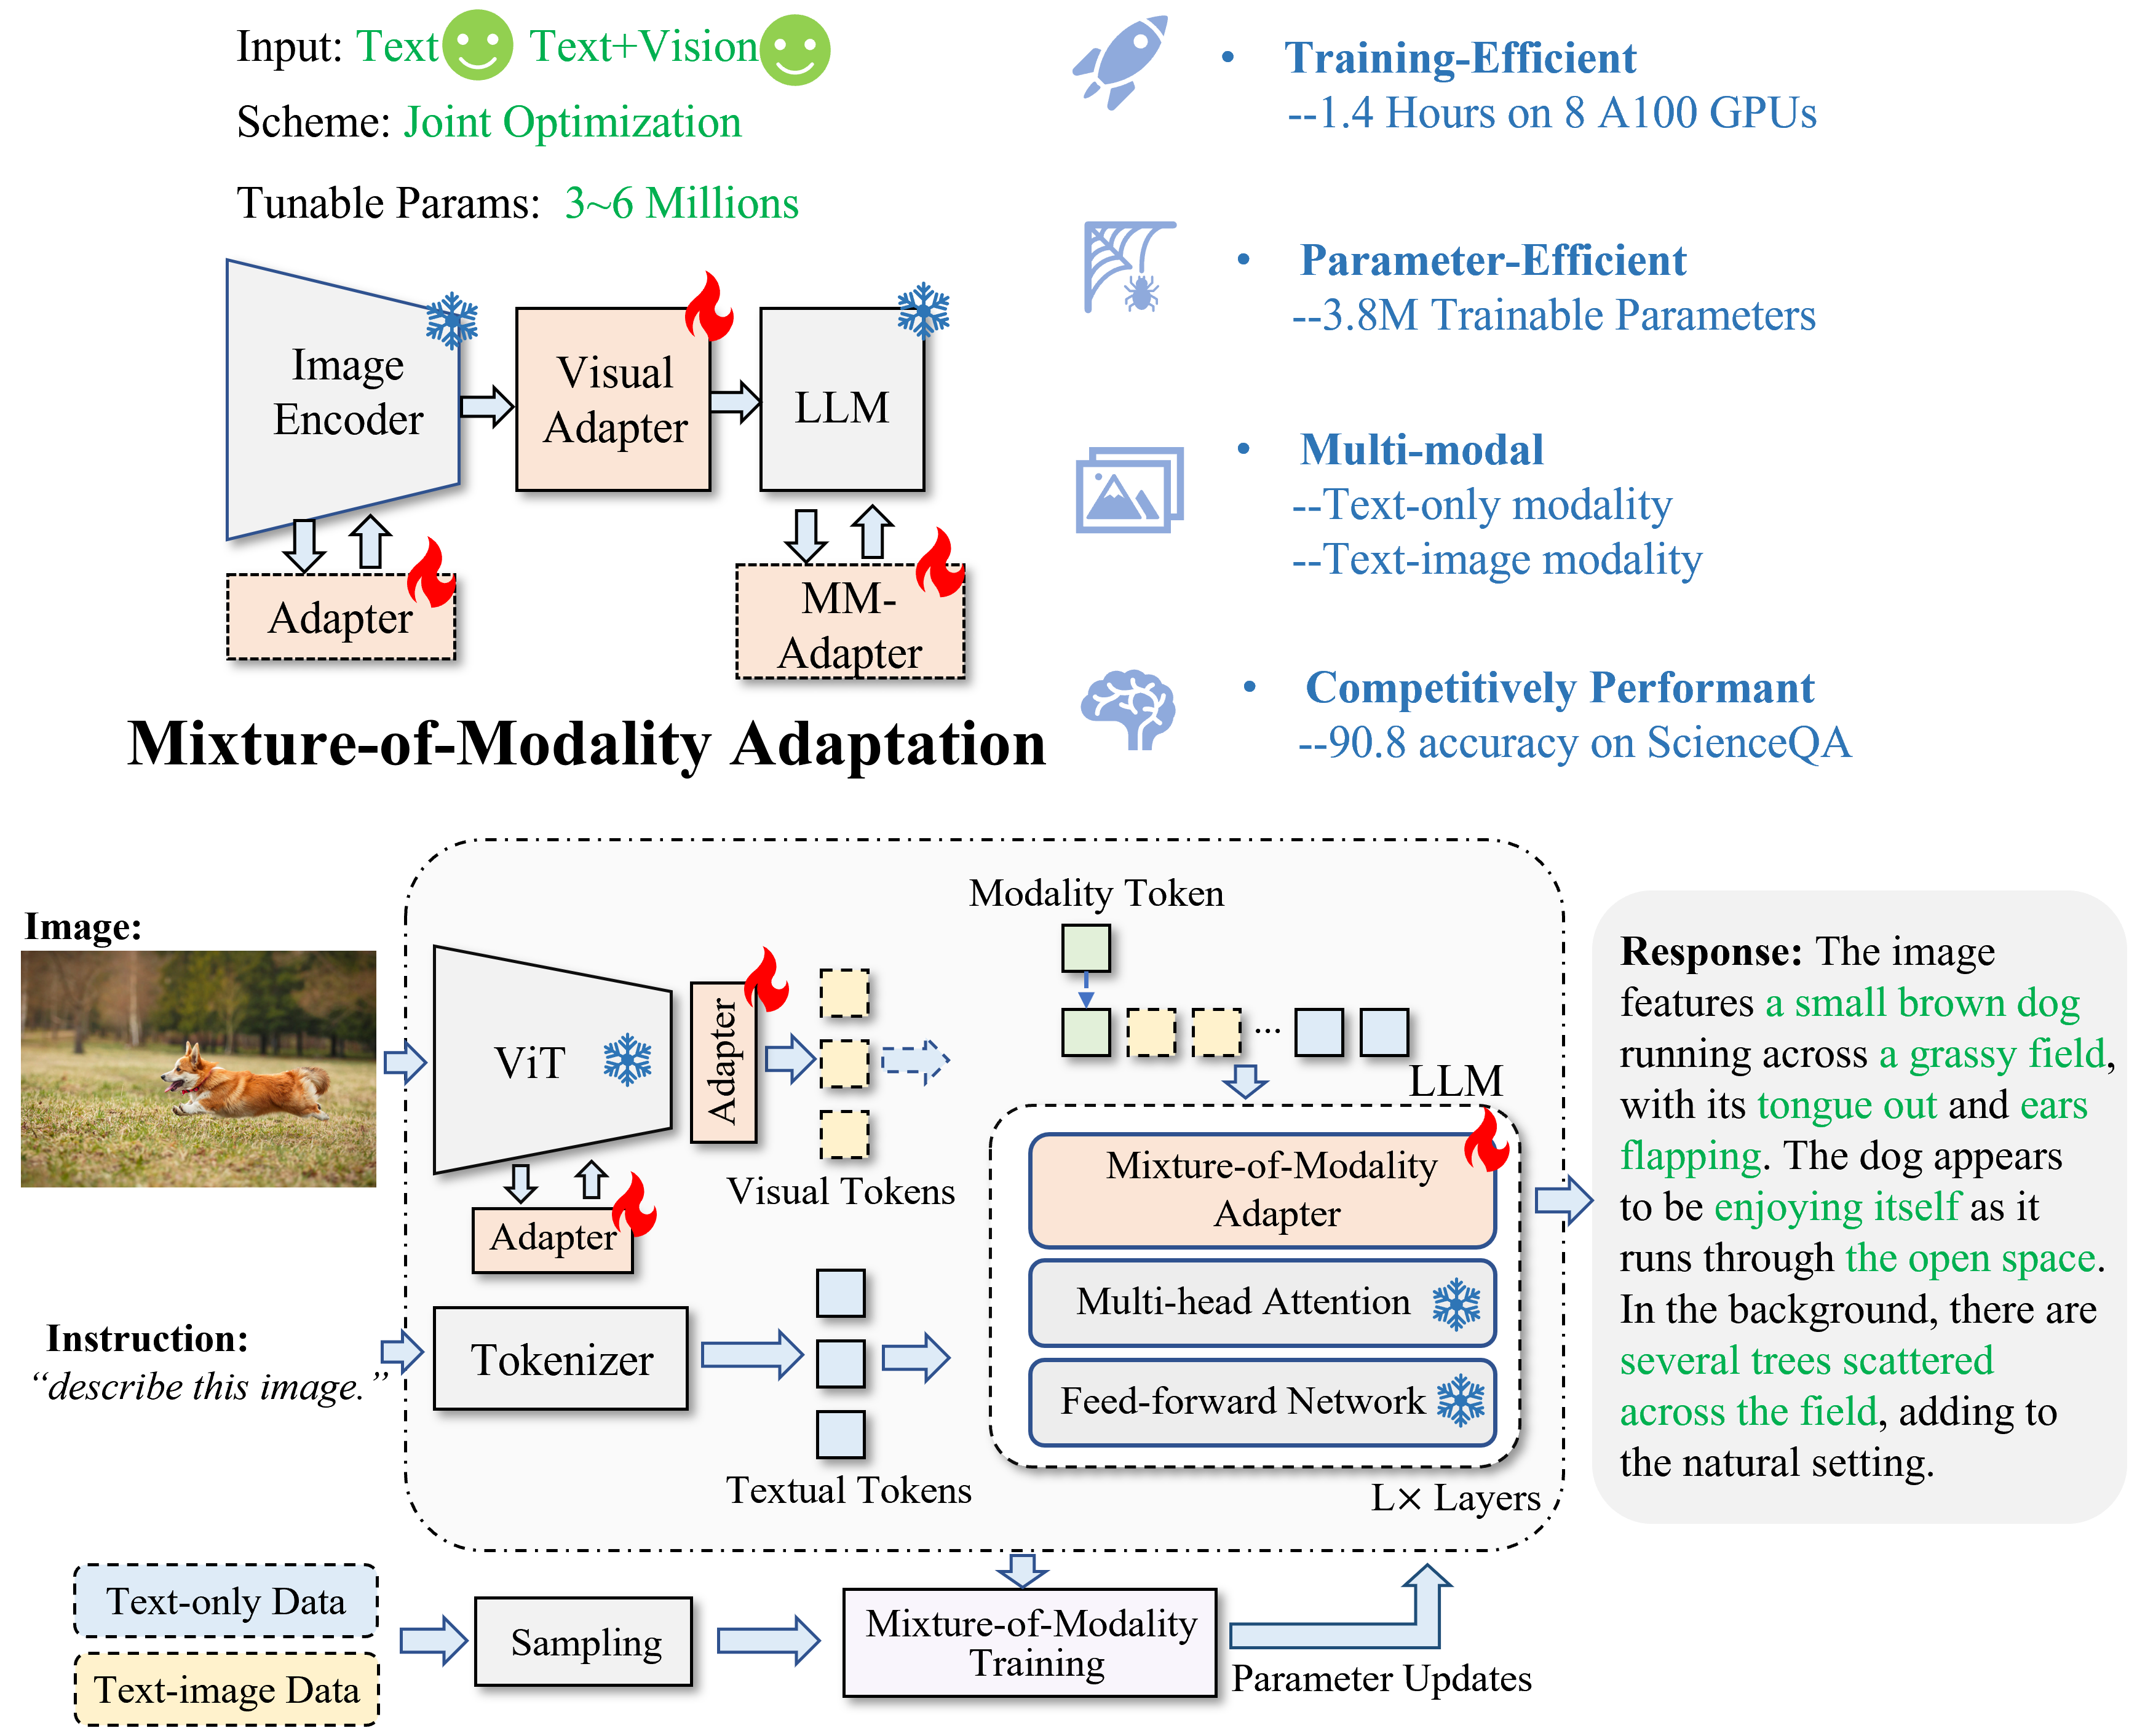 Input: Text Text+Vision
Scheme: Joint Optimization
Tunable Params: 3~6 Millions
Image
Encoder
Visual
Adapter
LLM
Adapter
MM-
Adapter
Mixture-of-Modality Adaptation
• Training-Efficient
--1.4 Hours on 8 A100 GPUs
• Parameter-Efficient
--3.8M Trainable Parameters
• Multi-modal
--Text-only modality
--Text-image modality
• Competitively Performant
--90.8 accuracy on ScienceQA
Image:
Instruction:
“describe this image.”
ViT
Adapter
Adapter
Visual Tokens
Tokenizer
Textual Tokens
Modality Token
...
LLM
Mixture-of-Modality
Adapter
Multi-head Attention
Feed-forward Network
L× Layers
Response: The image
features a small brown dog
running across a grassy field,
with its tongue out and ears
flapping. The dog appears
to be enjoying itself as it
runs through the open space.
In the background, there are
several trees scattered
across the field, adding to
the natural setting.
Text-only Data
Text-image Data
Sampling
Mixture-of-Modality
Training
Parameter Updates